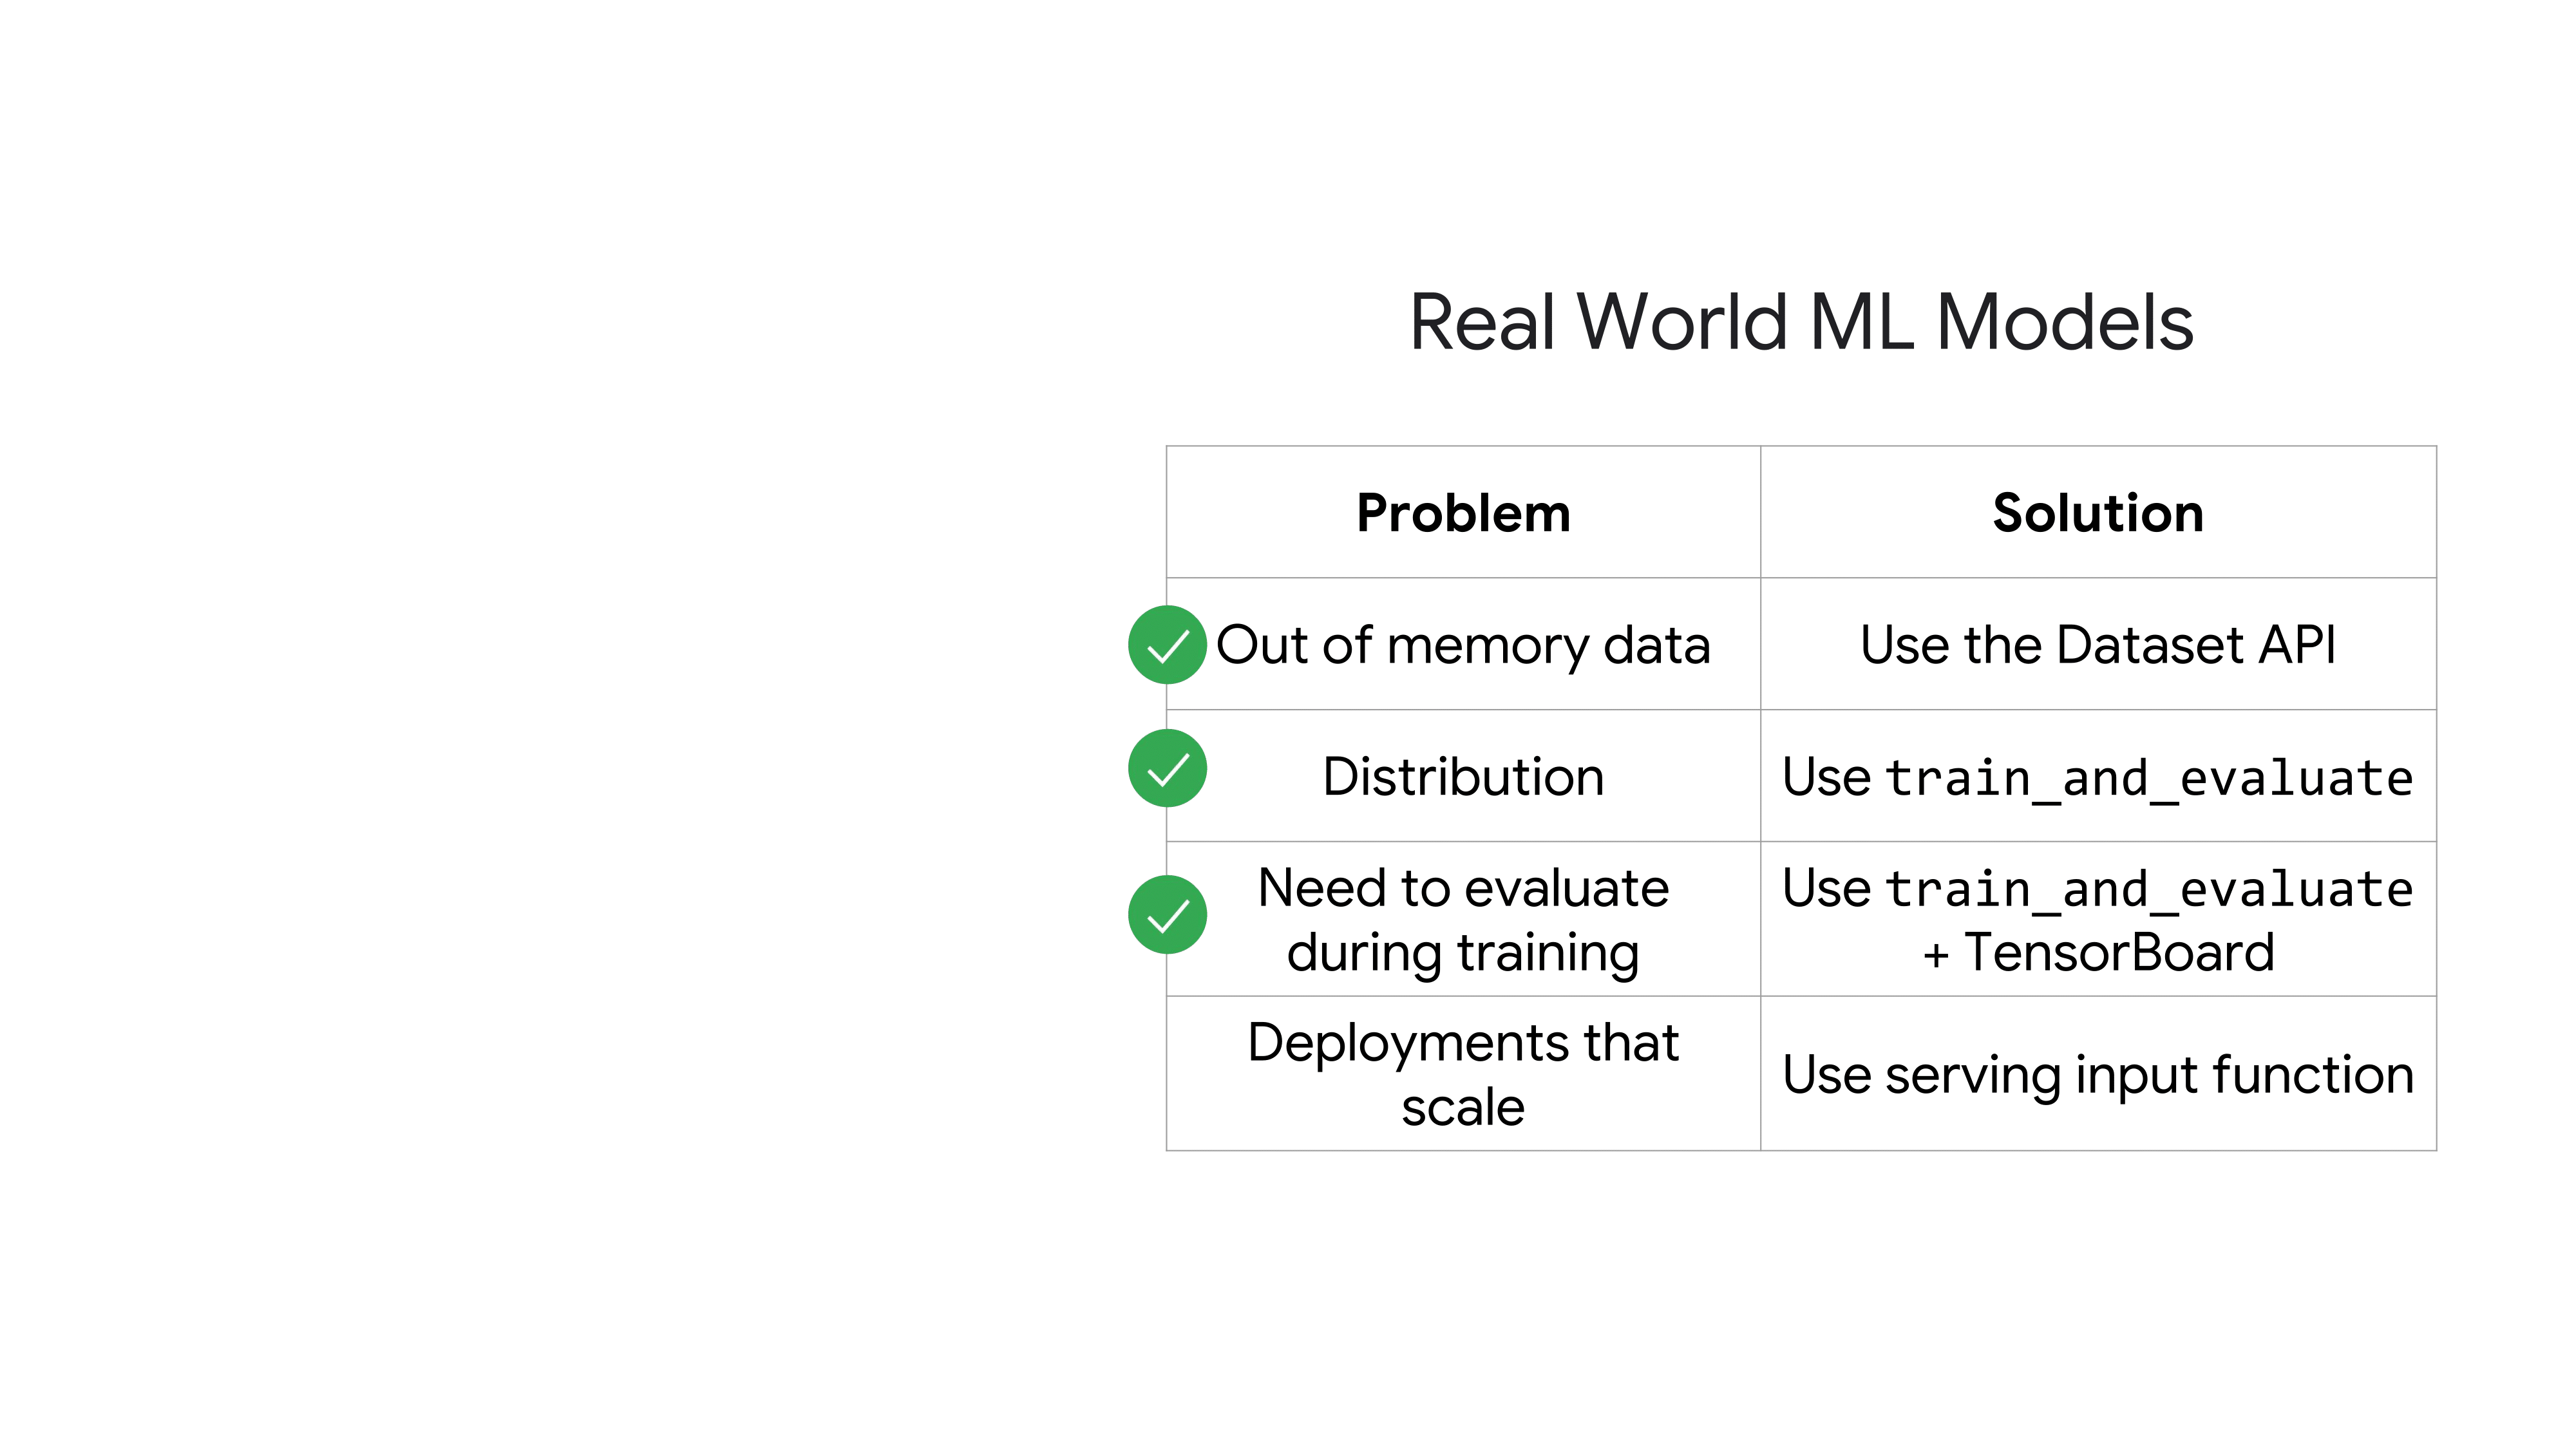 Real World ML Models
Problem
Solution
Out of memory data
Use the Dataset API
Distribution
Use train_and_evaluate
Need to evaluate
during training
Use train_and_evaluate
+ TensorBoard
Deployments that
scale
Use serving input function